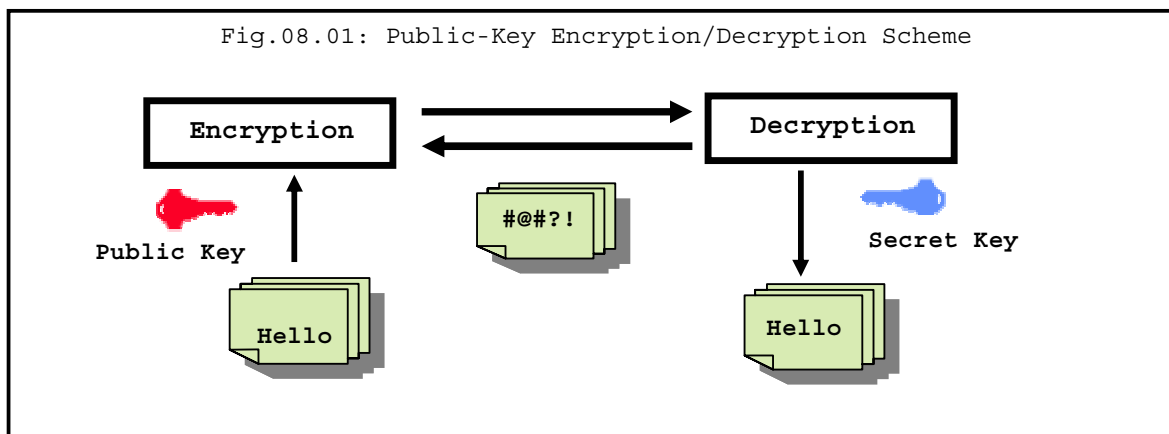 Fig.08.01: Public-Key Encryption/Decryption Scheme
Encryption
Decryption
#@#?!
Public Key
Secret Key
Hello
Hello